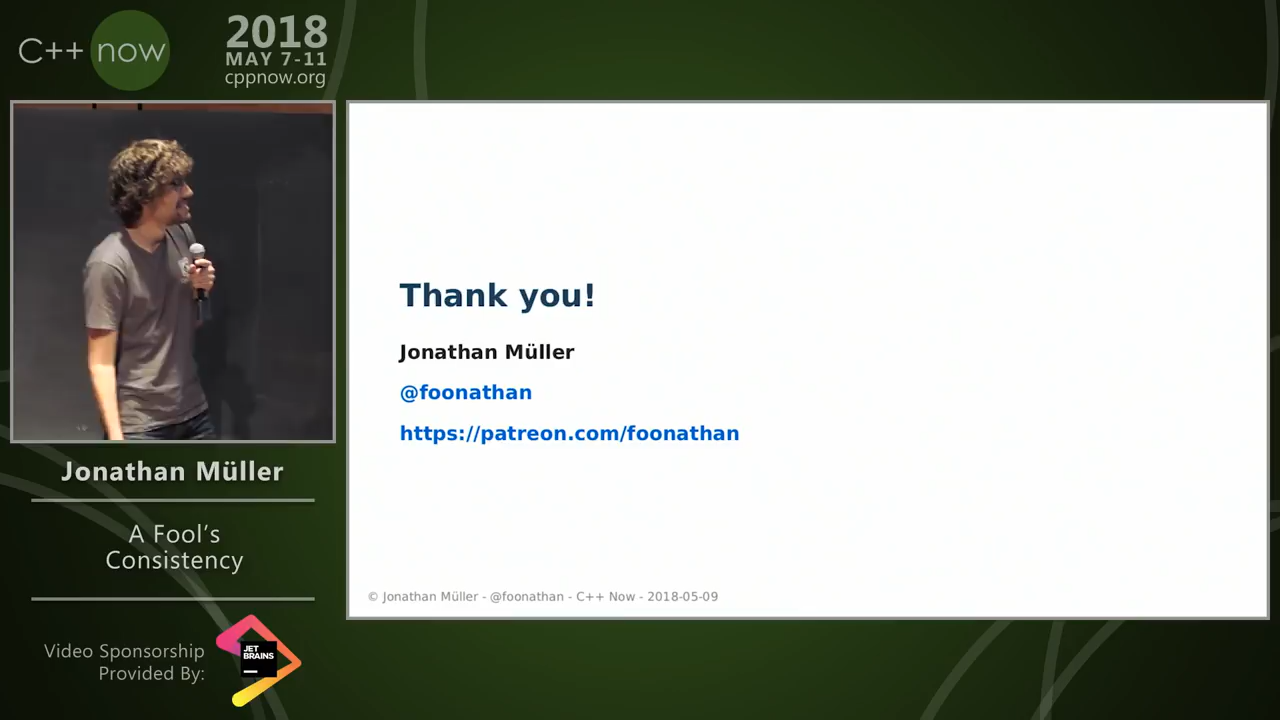 C++ now
2018
MAY 7-11
cppnow.org
Thank you!
Jonathan Müller
@foonathan
https://patreon.com/foonathan
© Jonathan Müller - @foonathan - C++ Now - 2018-05-09
Jonathan Müller
A Fool’s
Consistency
Video Sponsorship
Provided By:
JET
BRAINS